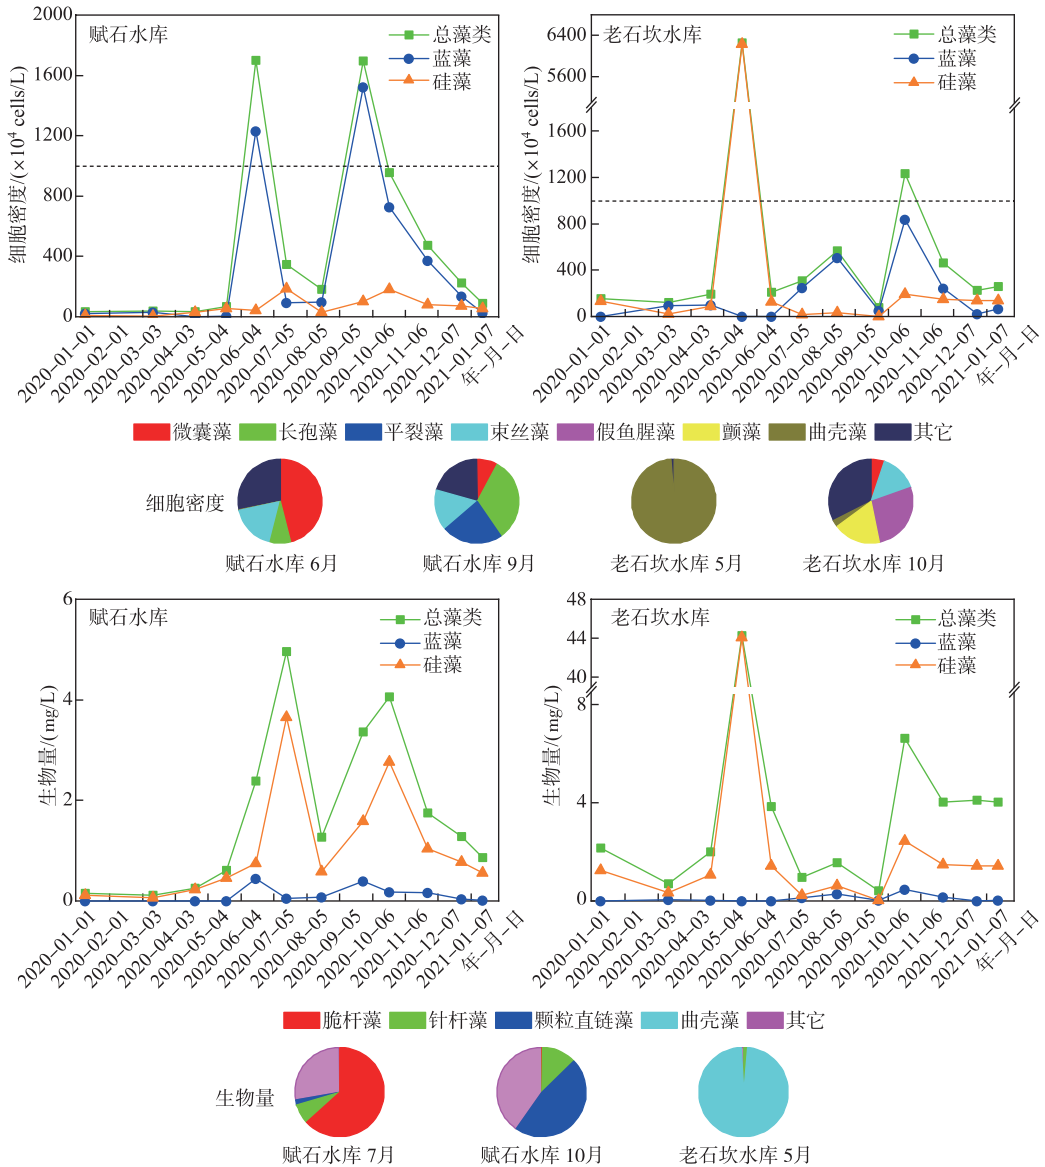 赋石水库
总藻类
蓝藻
硅藻
细胞密度/(×10⁴ cells/L)
2000
1600
1200
800
400
0
2020-01-01
2020-02-01
2020-03-03
2020-04-03
2020-05-04
2020-06-04
2020-07-05
2020-08-05
2020-09-05
2020-10-06
2020-11-06
2020-12-07
2021-01-07
年-月-日
老石坎水库
总藻类
蓝藻
硅藻
细胞密度/(×10⁴ cells/L)
6400
5600
1600
1200
800
400
0
2020-01-01
2020-02-01
2020-03-03
2020-04-03
2020-05-04
2020-06-04
2020-07-05
2020-08-05
2020-09-05
2020-10-06
2020-11-06
2020-12-07
2021-01-07
年-月-日
微囊藻 长孢藻 平裂藻 束丝藻 假鱼腥藻 颤藻 曲壳藻 其它
细胞密度
赋石水库 6月 赋石水库 9月 老石坎水库 5月 老石坎水库 10月
赋石水库
总藻类
蓝藻
硅藻
生物量/(mg/L)
6
4
2
0
2020-01-01
2020-02-01
2020-03-03
2020-04-03
2020-05-04
2020-06-04
2020-07-05
2020-08-05
2020-09-05
2020-10-06
2020-11-06
2020-12-07
2021-01-07
年-月-日
老石坎水库
总藻类
蓝藻
硅藻
生物量/(mg/L)
48
44
40
8
4
0
2020-01-01
2020-02-01
2020-03-03
2020-04-03
2020-05-04
2020-06-04
2020-07-05
2020-08-05
2020-09-05
2020-10-06
2020-11-06
2020-12-07
2021-01-07
年-月-日
脆杆藻 针杆藻 颗粒直链藻 曲壳藻 其它
生物量
赋石水库 7月 赋石水库 10月 老石坎水库 5月